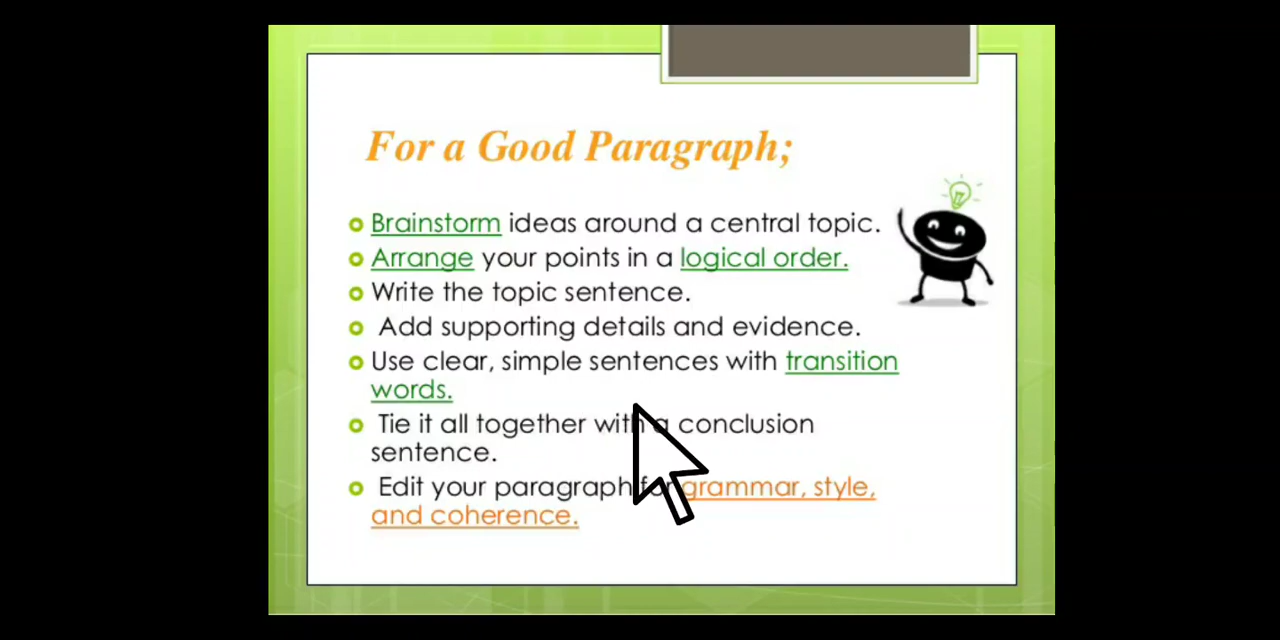 For a Good Paragraph;
Brainstorm ideas around a central topic.
Arrange your points in a logical order.
Write the topic sentence.
Add supporting details and evidence.
Use clear, simple sentences with transition
words.
Tie it all together with a conclusion
sentence.
Edit your paragraph for grammar, style,
and coherence.